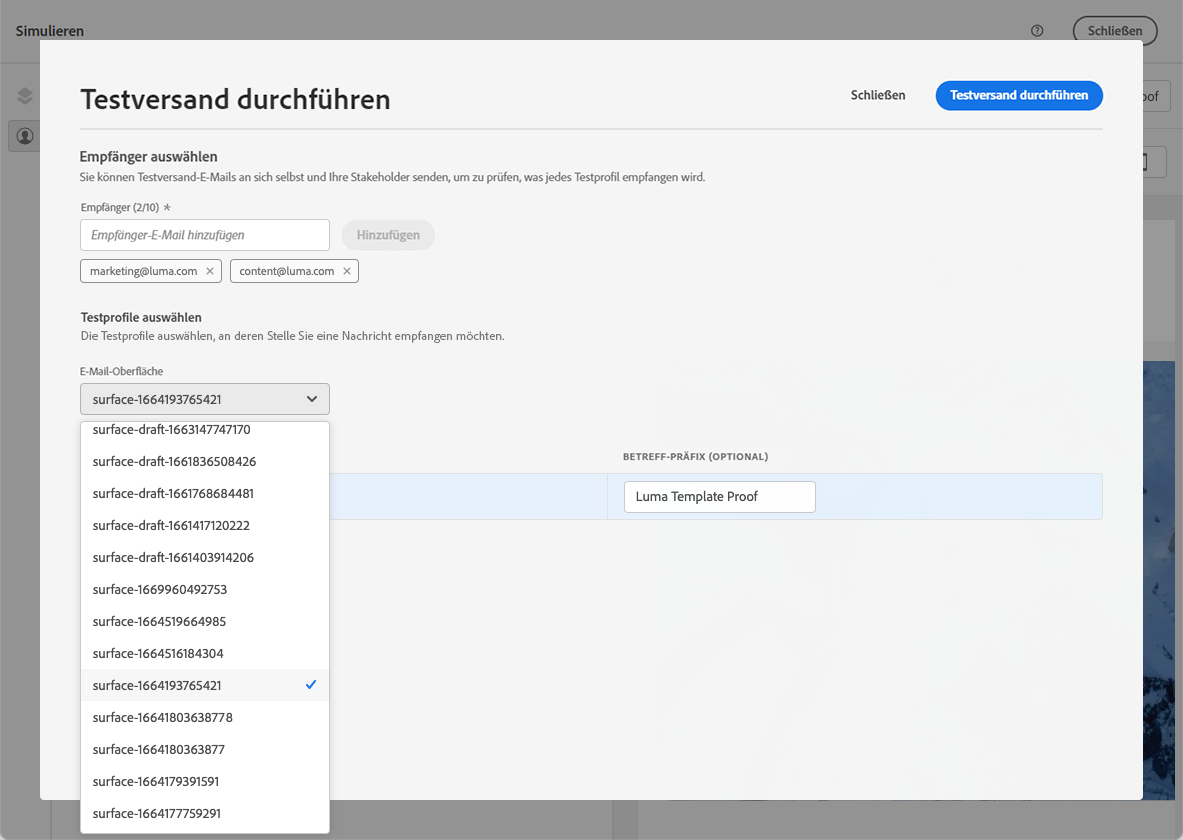 Simulieren
Schließen
Testversand durchführen
Schließen
Testversand durchführen
oof
Empfänger auswählen
Sie können Testversand-E-Mails an sich selbst und Ihre Stakeholder senden, um zu prüfen, was jedes Testprofil empfangen wird.
Empfänger (2/10) *
Empfänger-E-Mail hinzufügen
Hinzufügen
marketing@luma.com
content@luma.com
Testprofile auswählen
Die Testprofile auswählen, an deren Stelle Sie eine Nachricht empfangen möchten.
E-Mail-Oberfläche
surface-1664193765421
surface-draft-1663147747170
surface-draft-1661836508426
surface-draft-1661768684481
surface-draft-1661417120222
surface-draft-1661403914206
surface-1669960492753
surface-1664519664985
surface-1664516184304
surface-1664193765421
surface-16641803638778
surface-1664180363877
surface-1664179391591
surface-1664177759291
BETREFF-PRÄFIX (OPTIONAL)
Luma Template Proof